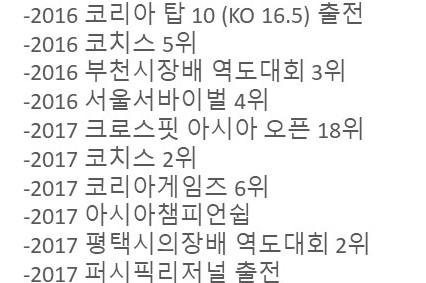 -2016 코리아 탑 10 (KO 16.5) 출전
-2016 코치스 5위
-2016 부천시장배 역도대회 3위
-2016 서울서바이벌 4위
-2017 크로스핏 아시아 오픈 18위
-2017 코치스 2위
-2017 코리아게임즈 6위
-2017 아시아챔피언쉽
-2017 평택시의장배 역도대회 2위
-2017 퍼시픽리저널 출전